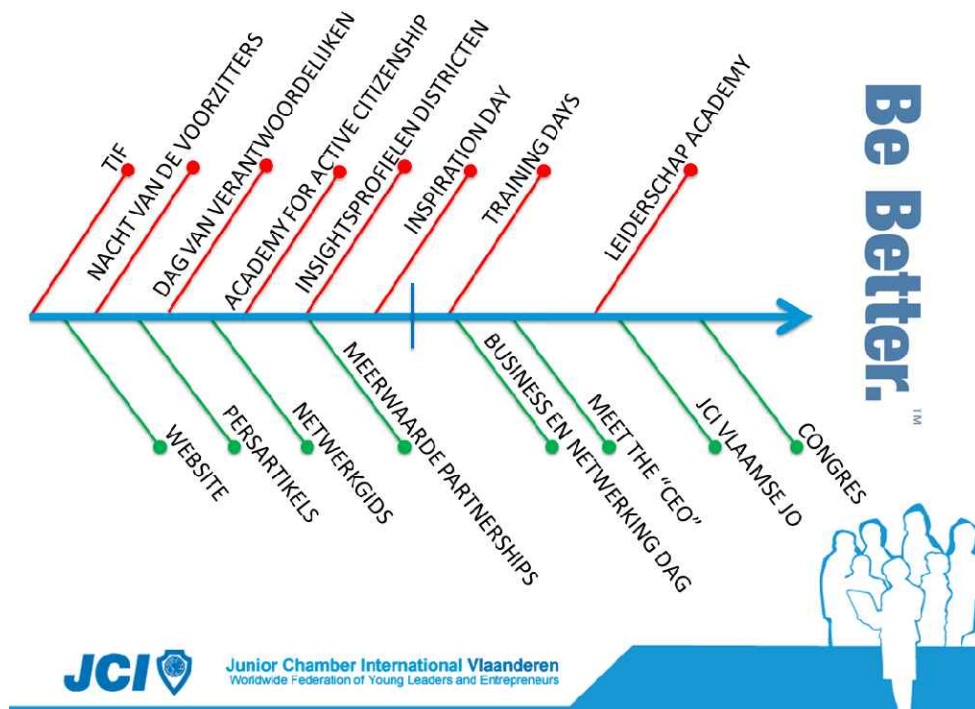 TIF
NACHT VAN DE VOORZITTERS
DAG VAN VERANTWOORDELIJKEN
ACADEMY FOR ACTIVE CITIZENSHIP
INSIGHTSPROFIELEN DISTRICTEN
INSPIRATION DAY
TRAINING DAYS
LEIDERSCHAP ACADEMY
WEBSITE
PERSARTIKELS
NETWERKGIDS
MEERWAARDE PARTNERSHIPS
BUSINESS EN NETWERKING DAG
MEET THE “CEO”
JCI VLAAMSE JO
CONGRES
Be Better.™
JCI
Junior Chamber International Vlaanderen
Worldwide Federation of Young Leaders and Entrepreneurs